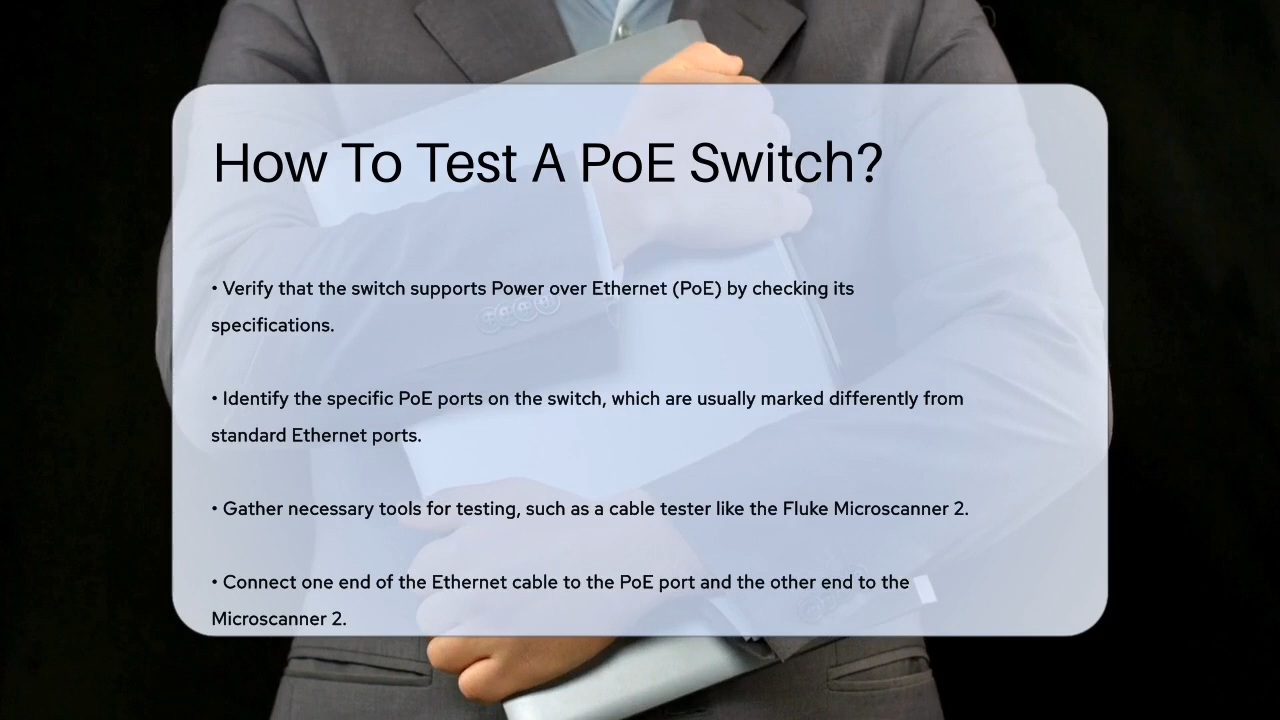 How To Test A PoE Switch?
• Verify that the switch supports Power over Ethernet (PoE) by checking its
specifications.
• Identify the specific PoE ports on the switch, which are usually marked differently from
standard Ethernet ports.
• Gather necessary tools for testing, such as a cable tester like the Fluke Microscanner 2.
• Connect one end of the Ethernet cable to the PoE port and the other end to the
Microscanner 2.